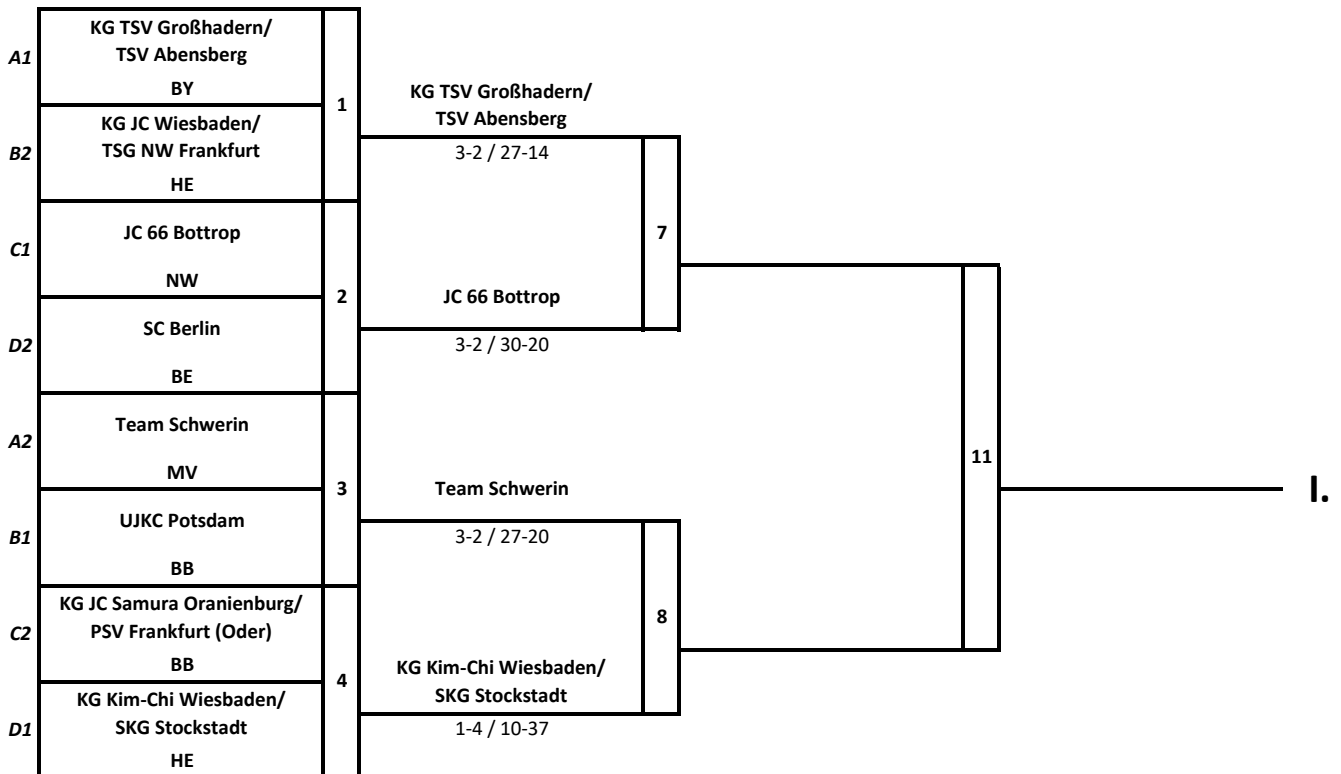 A1
KG TSV Großhadern/
TSV Abensberg
BY
1
B2
KG JC Wiesbaden/
TSG NW Frankfurt
HE
C1
JC 66 Bottrop
NW
2
D2
SC Berlin
BE
A2
Team Schwerin
MV
3
B1
UJKC Potsdam
BB
C2
KG JC Samura Oranienburg/
PSV Frankfurt (Oder)
BB
4
D1
KG Kim-Chi Wiesbaden/
SKG Stockstadt
HE
KG TSV Großhadern/
TSV Abensberg
3-2 / 27-14
7
JC 66 Bottrop
3-2 / 30-20
Team Schwerin
3-2 / 27-20
8
KG Kim-Chi Wiesbaden/
SKG Stockstadt
1-4 / 10-37
11
I.